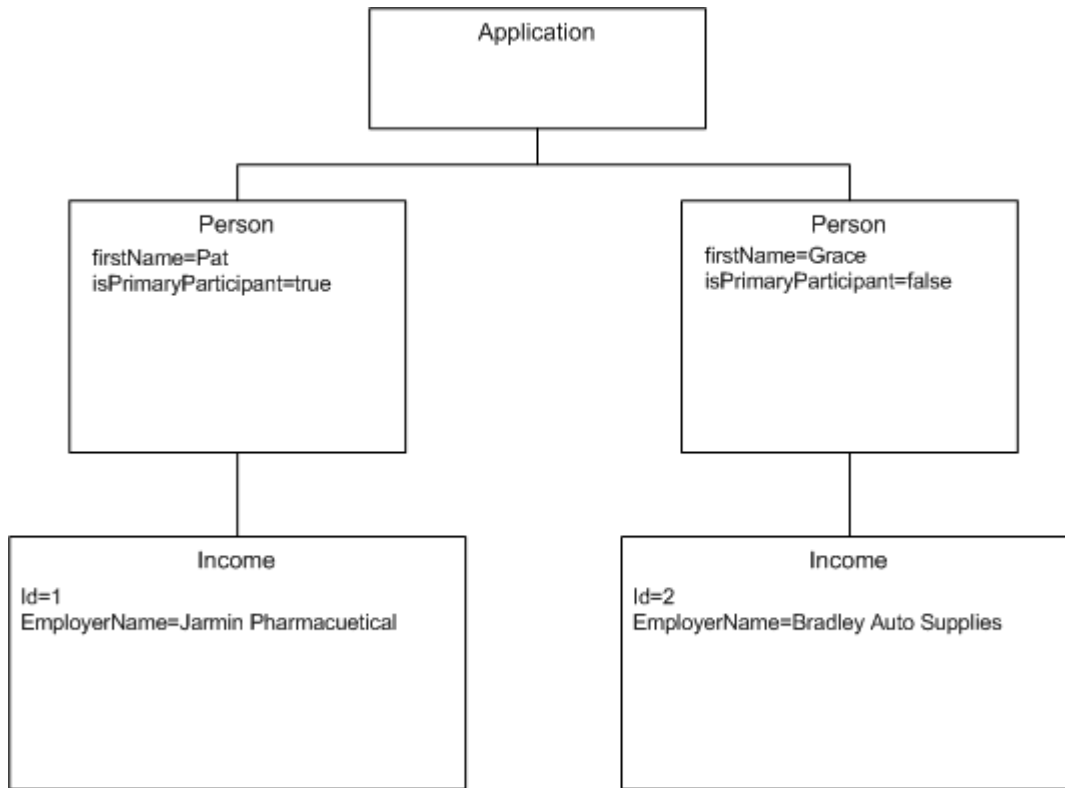 Application
Person
firstName=Pat
isPrimaryParticipant=true
Person
firstName=Grace
isPrimaryParticipant=false
Income
Id=1
EmployerName=Jarmin Pharmacuetical
Income
Id=2
EmployerName=Bradley Auto Supplies